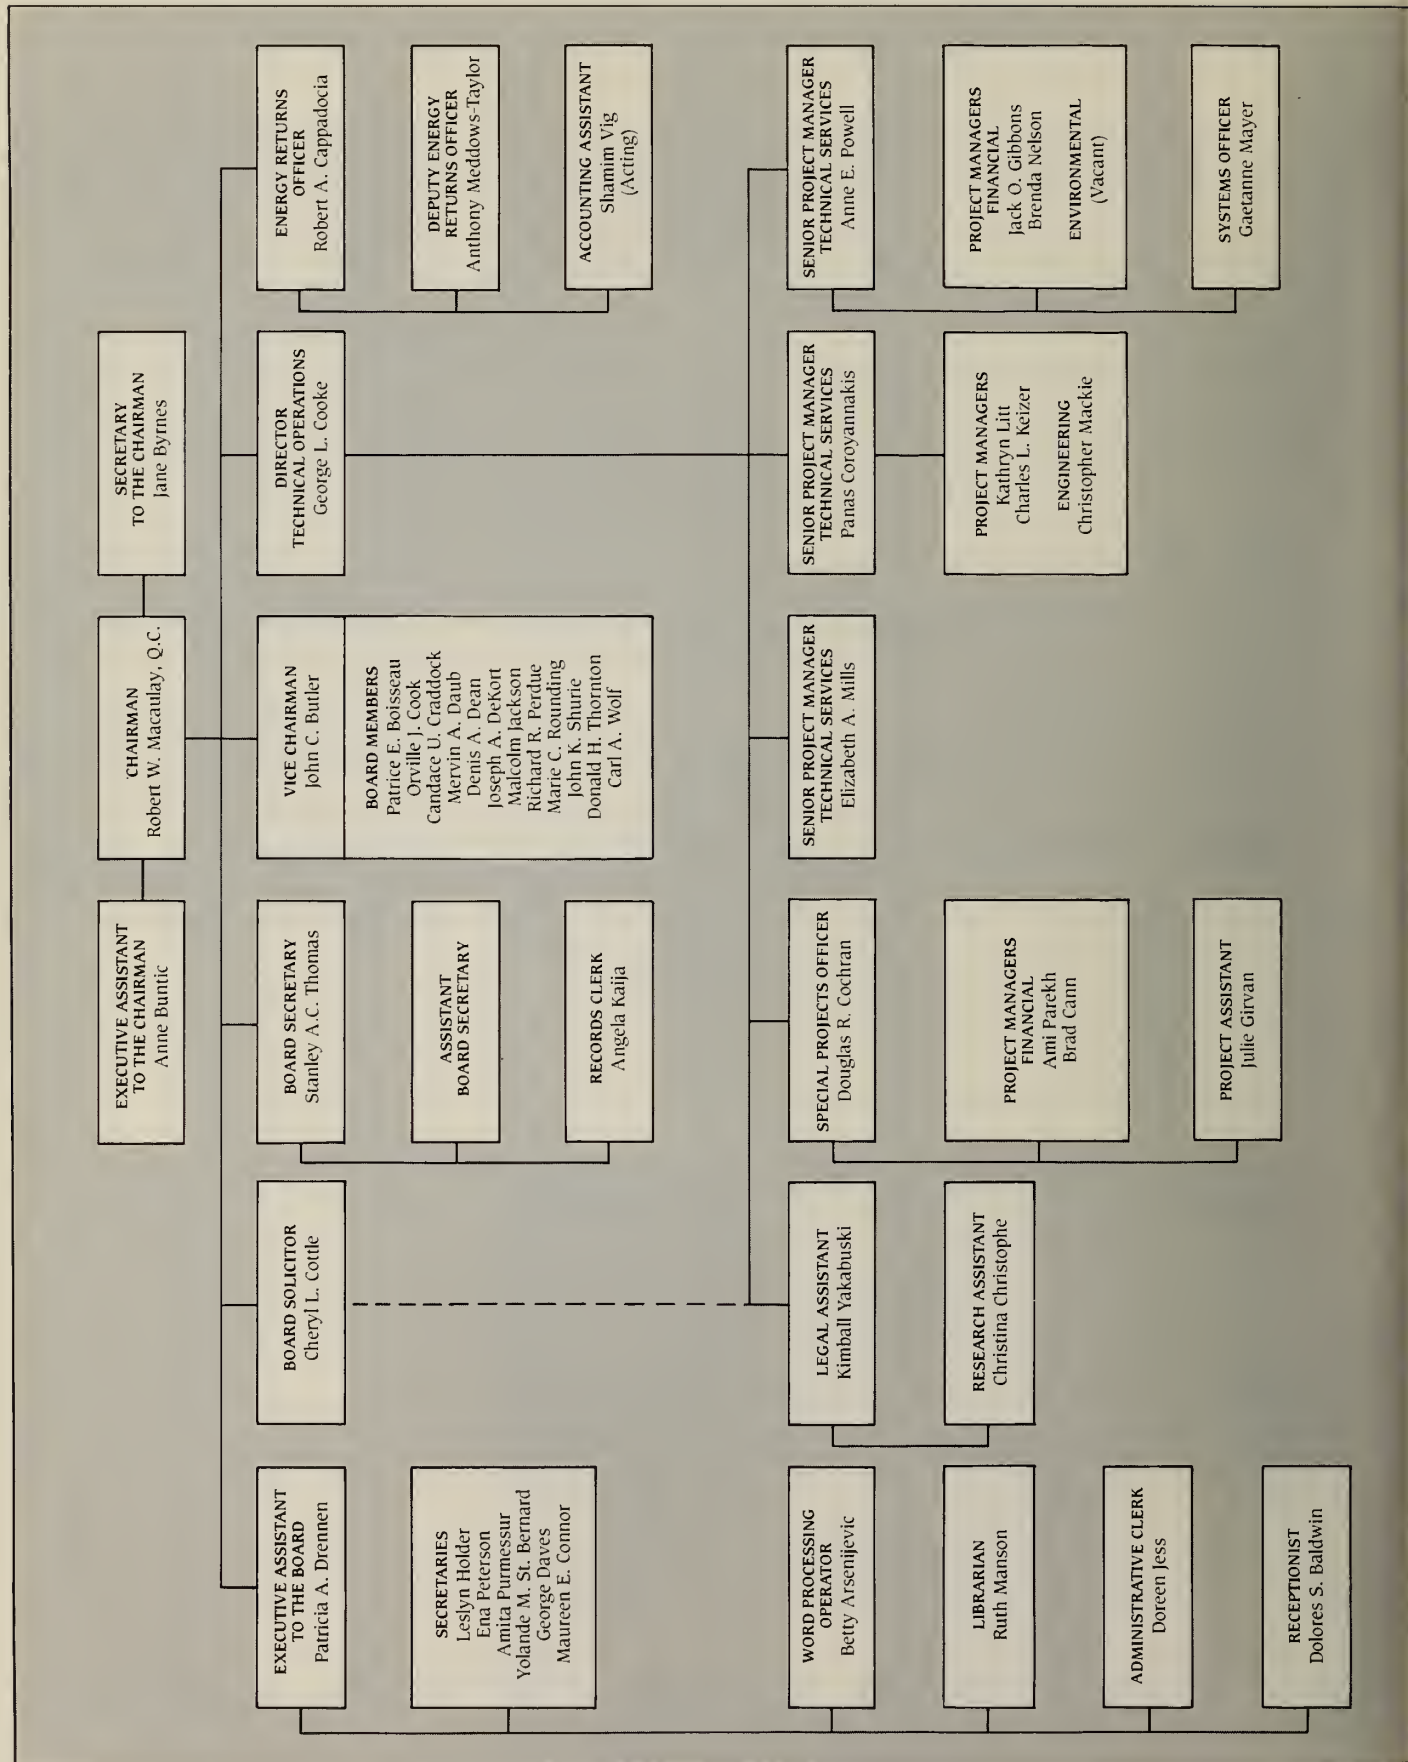 EXECUTIVE ASSISTANT
TO THE CHAIRMAN
Anne Buntic
CHAIRMAN
Robert W. Macaulay, Q.C.
SECRETARY
TO THE CHAIRMAN
Jane Byrnes
EXECUTIVE ASSISTANT
TO THE BOARD
Patricia A. Drennen
SECRETARIES
Leslyn Holder
Ena Peterson
Amita Purmessur
Yolande M. St. Bernard
George Daves
Maureen E. Connor
WORD PROCESSING
OPERATOR
Betty Arsenijevic
LIBRARIAN
Ruth Manson
ADMINISTRATIVE CLERK
Doreen Jess
RECEPTIONIST
Dolores S. Baldwin
BOARD SOLICITOR
Cheryl L. Cottle
LEGAL ASSISTANT
Kimball Yakabuski
RESEARCH ASSISTANT
Christina Christophe
BOARD SECRETARY
Stanley A.C. Thomas
ASSISTANT
BOARD SECRETARY
RECORDS CLERK
Angela Kaija
VICE CHAIRMAN
John C. Butler
BOARD MEMBERS
Patrice E. Boisseau
Orville J. Cook
Candace U. Craddock
Mervin A. Daub
Denis A. Dean
Joseph A. DeKort
Malcolm Jackson
Richard R. Perdue
Marie C. Rounding
John K. Shurie
Donald H. Thornton
Carl A. Wolf
DIRECTOR
TECHNICAL OPERATIONS
George L. Cooke
ENERGY RETURNS
OFFICER
Robert A. Cappadocia
DEPUTY ENERGY
RETURNS OFFICER
Anthony Meddows-Taylor
ACCOUNTING ASSISTANT
Shamim Vig
(Acting)
SPECIAL PROJECTS OFFICER
Douglas R. Cochran
PROJECT MANAGERS
FINANCIAL
Ami Parekh
Brad Cann
PROJECT ASSISTANT
Julie Girvan
SENIOR PROJECT MANAGER
TECHNICAL SERVICES
Elizabeth A. Mills
SENIOR PROJECT MANAGER
TECHNICAL SERVICES
Panas Coroyannakis
PROJECT MANAGERS
Kathryn Litt
Charles L. Keizer
ENGINEERING
Christopher Mackie
SENIOR PROJECT MANAGER
TECHNICAL SERVICES
Anne E. Powell
PROJECT MANAGERS
FINANCIAL
Jack O. Gibbons
Brenda Nelson
ENVIRONMENTAL
(Vacant)
SYSTEMS OFFICER
Gaetanne Mayer